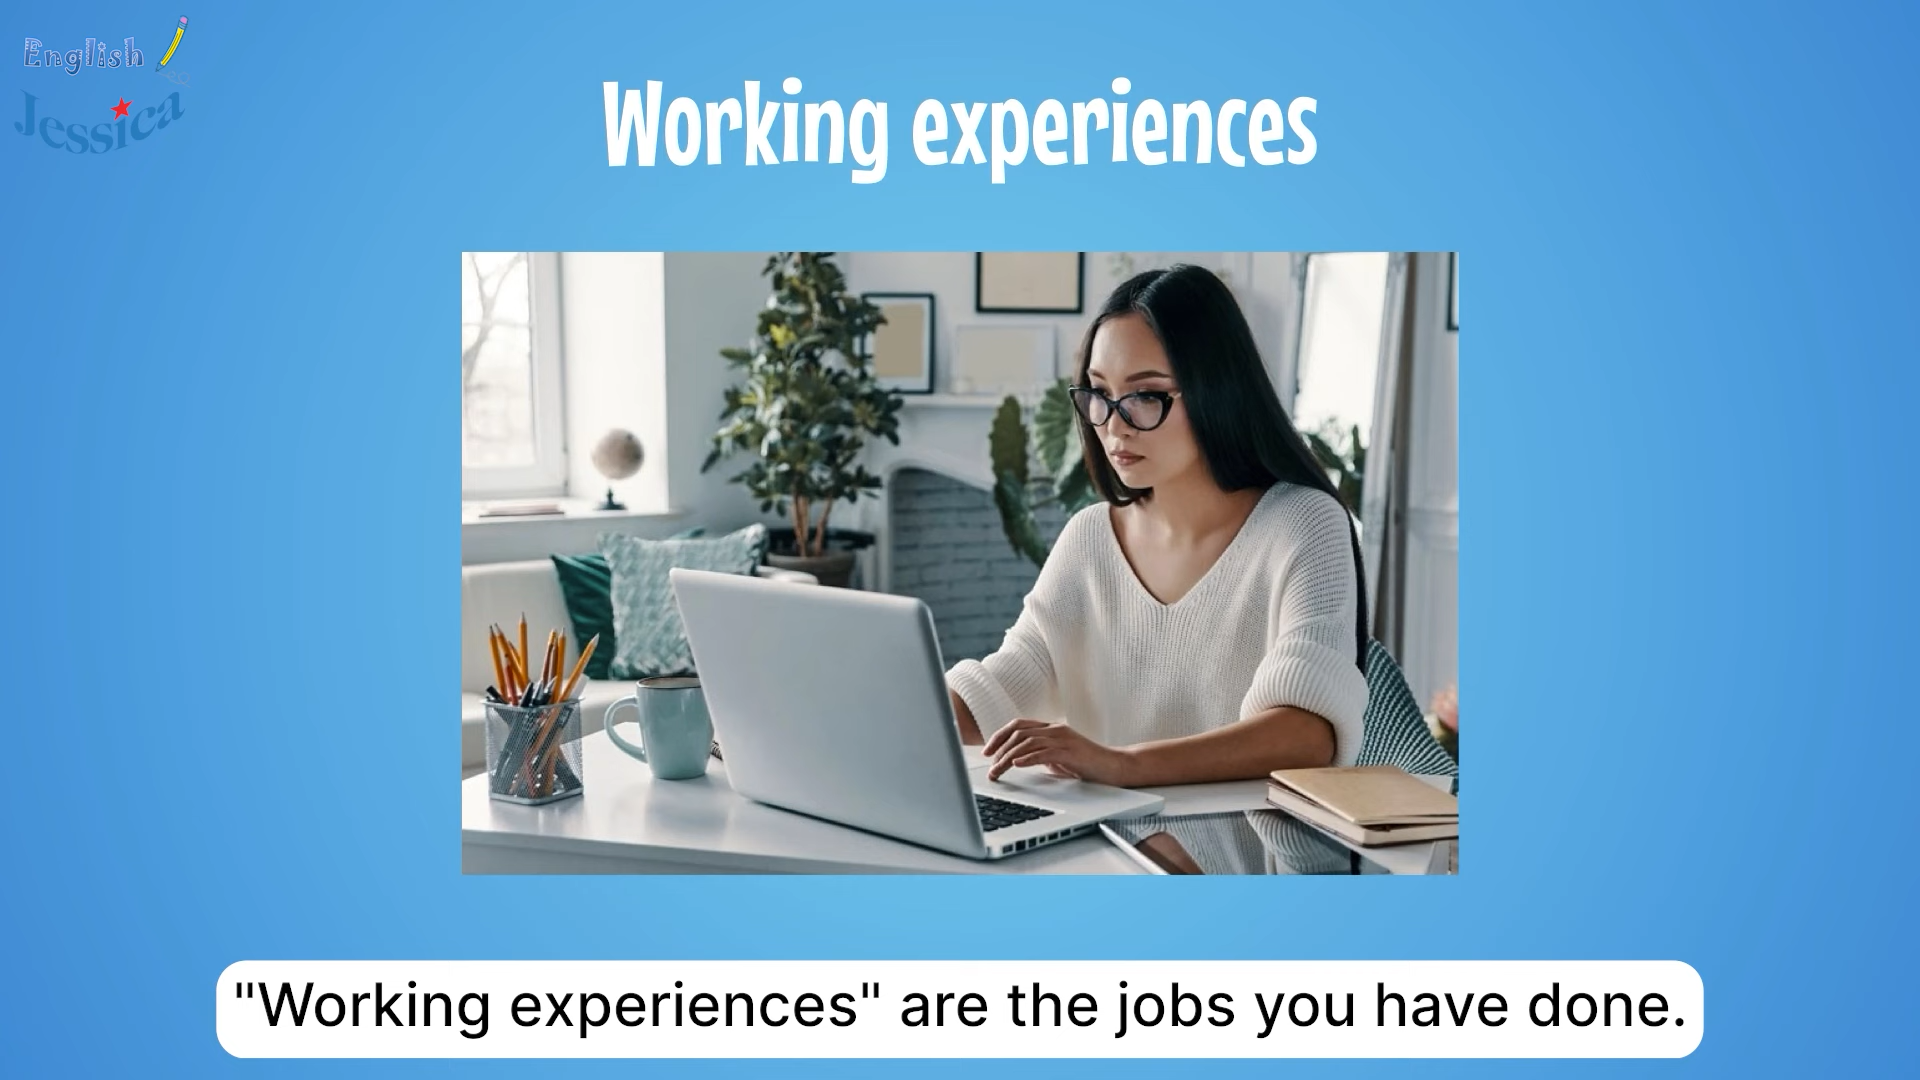 English
Jessica
Working experiences
"Working experiences" are the jobs you have done.